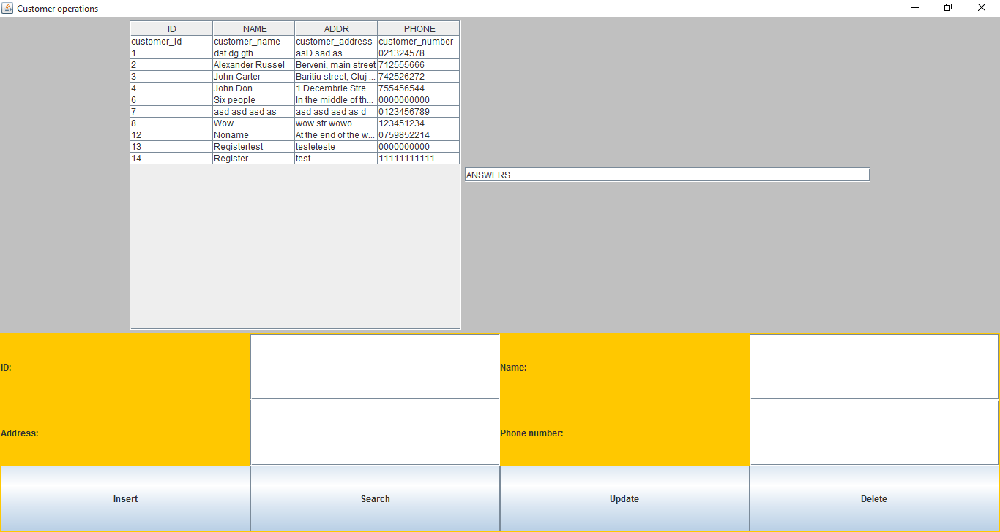 Customer operations
ID NAME ADDR PHONE
customer_id customer_name customer_address customer_number
1 dsf dg gfh asD sad as 021324578
2 Alexander Russel Berveni, main street 712555666
3 John Carter Baritiu street, Cluj ... 742526272
4 John Don 1 Decembrie Stre... 755456544
6 Six people In the middle of th... 0000000000
7 asd asd asd as asd asd asd as d 0123456789
8 Wow wow str wowo 123451234
12 Noname At the end of the w... 0759852214
13 Registertest testeteste 0000000000
14 Register test 11111111111
ANSWERS
ID: Name:
Address: Phone number:
Insert Search Update Delete